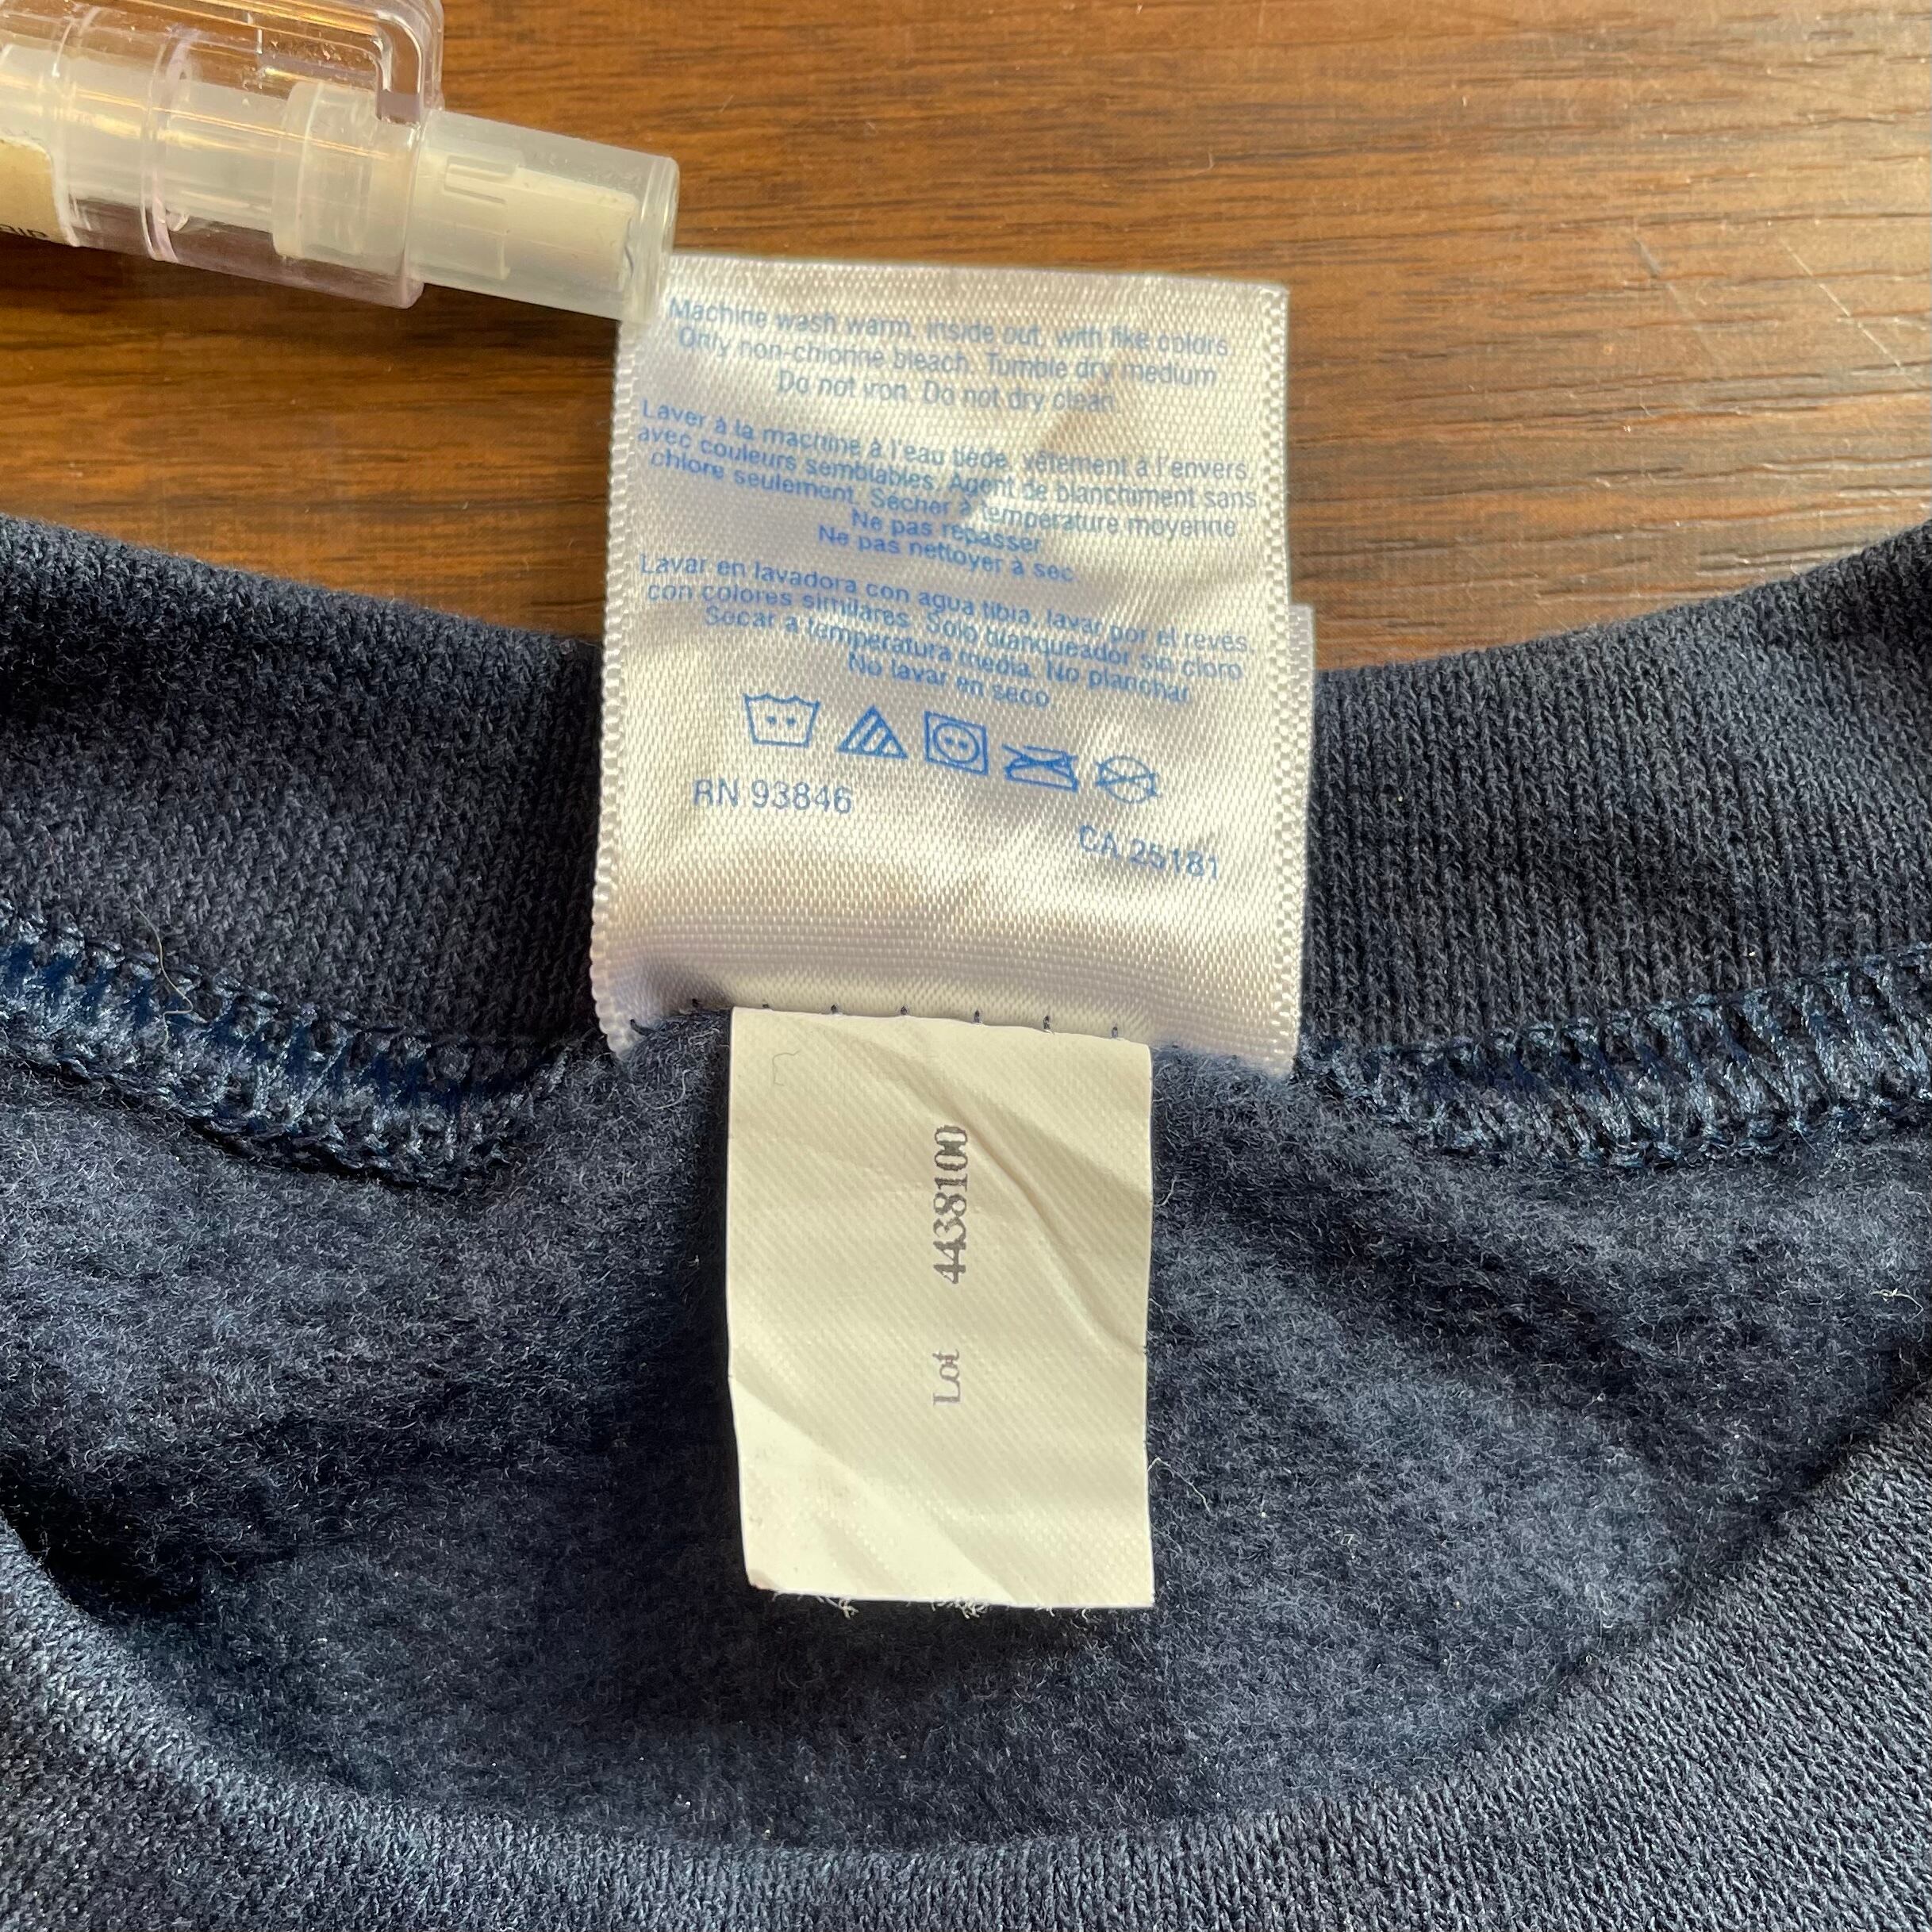 Machine wash warm, inside out, with like colors.
Only non-chlorine bleach. Tumble dry medium.
Do not iron. Do not dry clean.
Laver à la machine à l'eau tiède, vêtement à l'envers,
avec couleurs semblables. Agent de blanchiment sans
chlore seulement. Sécher à température moyenne.
Ne pas repasser.
Ne pas nettoyer à sec.
Lavar en lavadora con agua tibia, lavar por el revés,
con colores similares. Solo blanqueador sin cloro.
Secar a temperatura media. No planchar.
No lavar en seco.
RN 93846
CA 25181
Lot 4438100